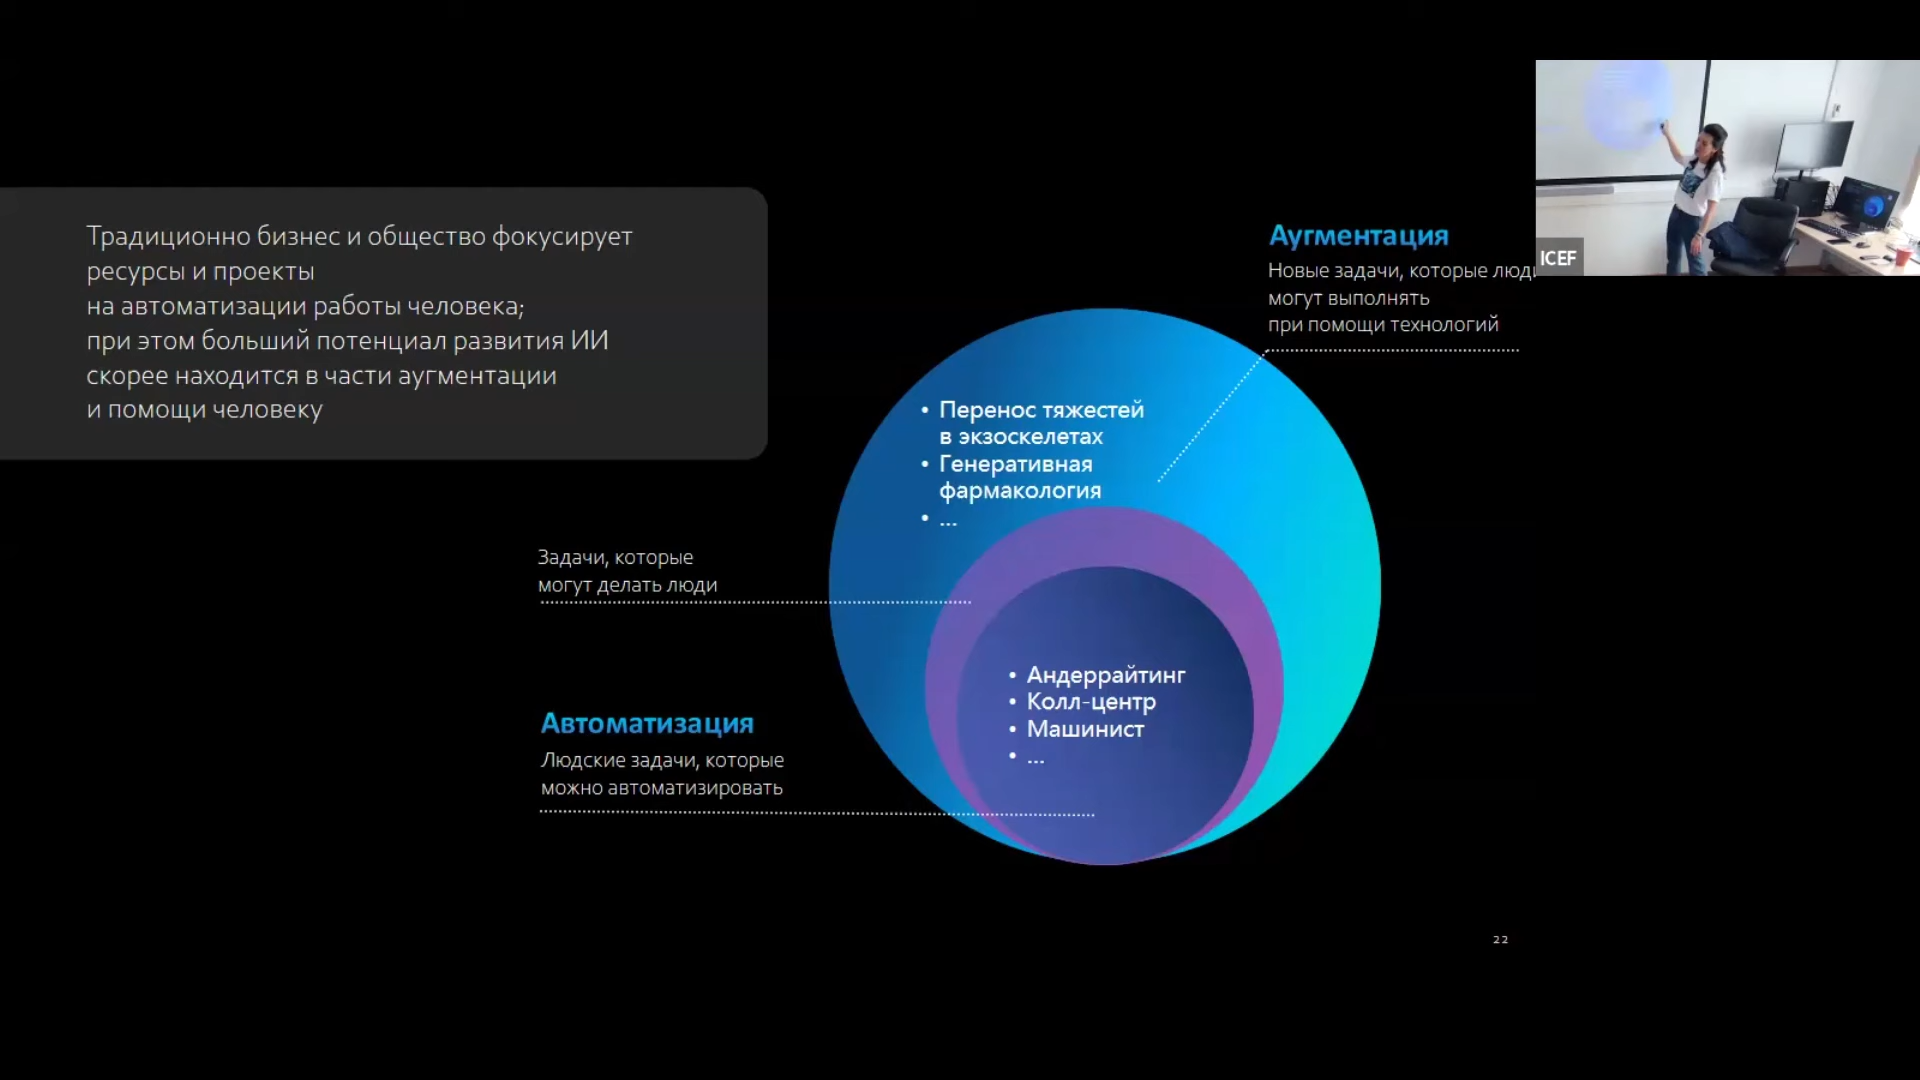 Традиционно бизнес и общество фокусирует
ресурсы и проекты
на автоматизации работы человека;
при этом больший потенциал развития ИИ
скорее находится в части аугментации
и помощи человеку
Аугментация
Новые задачи, которые люди
могут выполнять
при помощи технологий
ICEF
• Перенос тяжестей
в экзоскелетах
• Генеративная
фармакология
• ...
Задачи, которые
могут делать люди
• Андеррайтинг
• Колл-центр
• Машинист
• ...
Автоматизация
Людские задачи, которые
можно автоматизировать
22